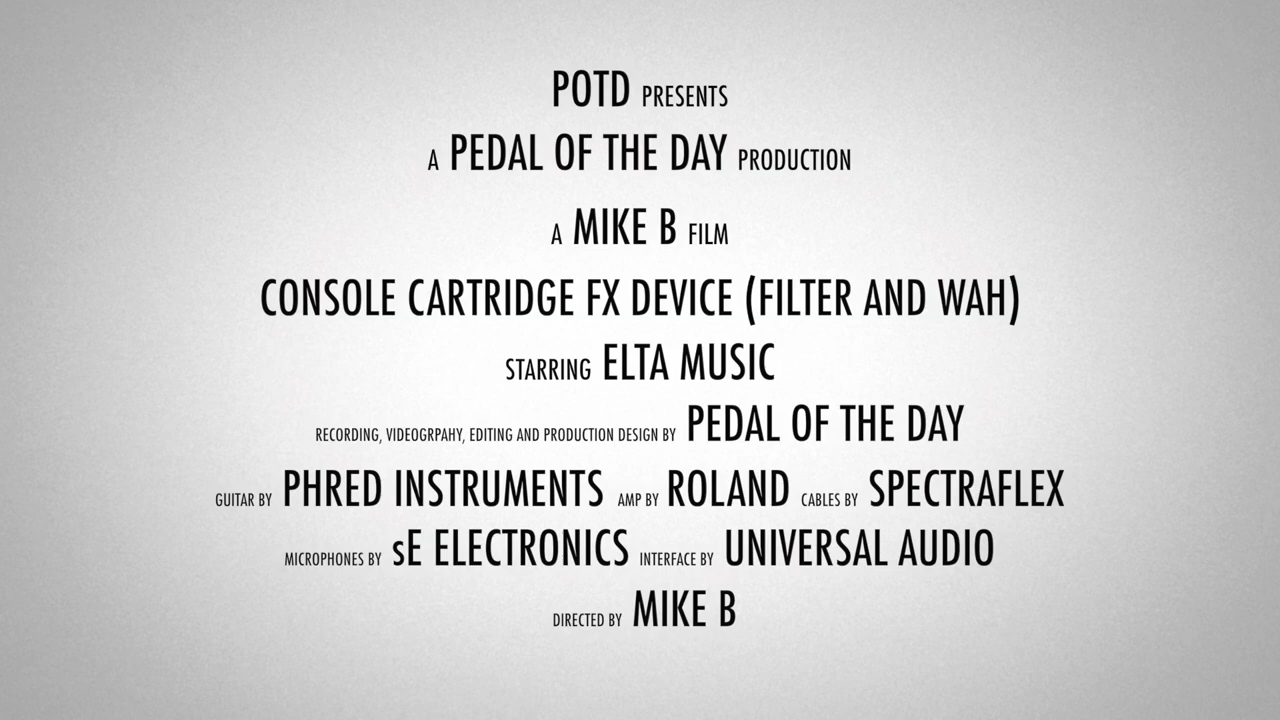 POTD PRESENTS
A PEDAL OF THE DAY PRODUCTION
A MIKE B FILM
CONSOLE CARTRIDGE FX DEVICE (FILTER AND WAH)
STARRING ELTA MUSIC
RECORDING, VIDEOGRPAHY, EDITING AND PRODUCTION DESIGN BY PEDAL OF THE DAY
GUITAR BY PHRED INSTRUMENTS AMP BY ROLAND CABLES BY SPECTRAFLEX
MICROPHONES BY sE ELECTRONICS INTERFACE BY UNIVERSAL AUDIO
DIRECTED BY MIKE B